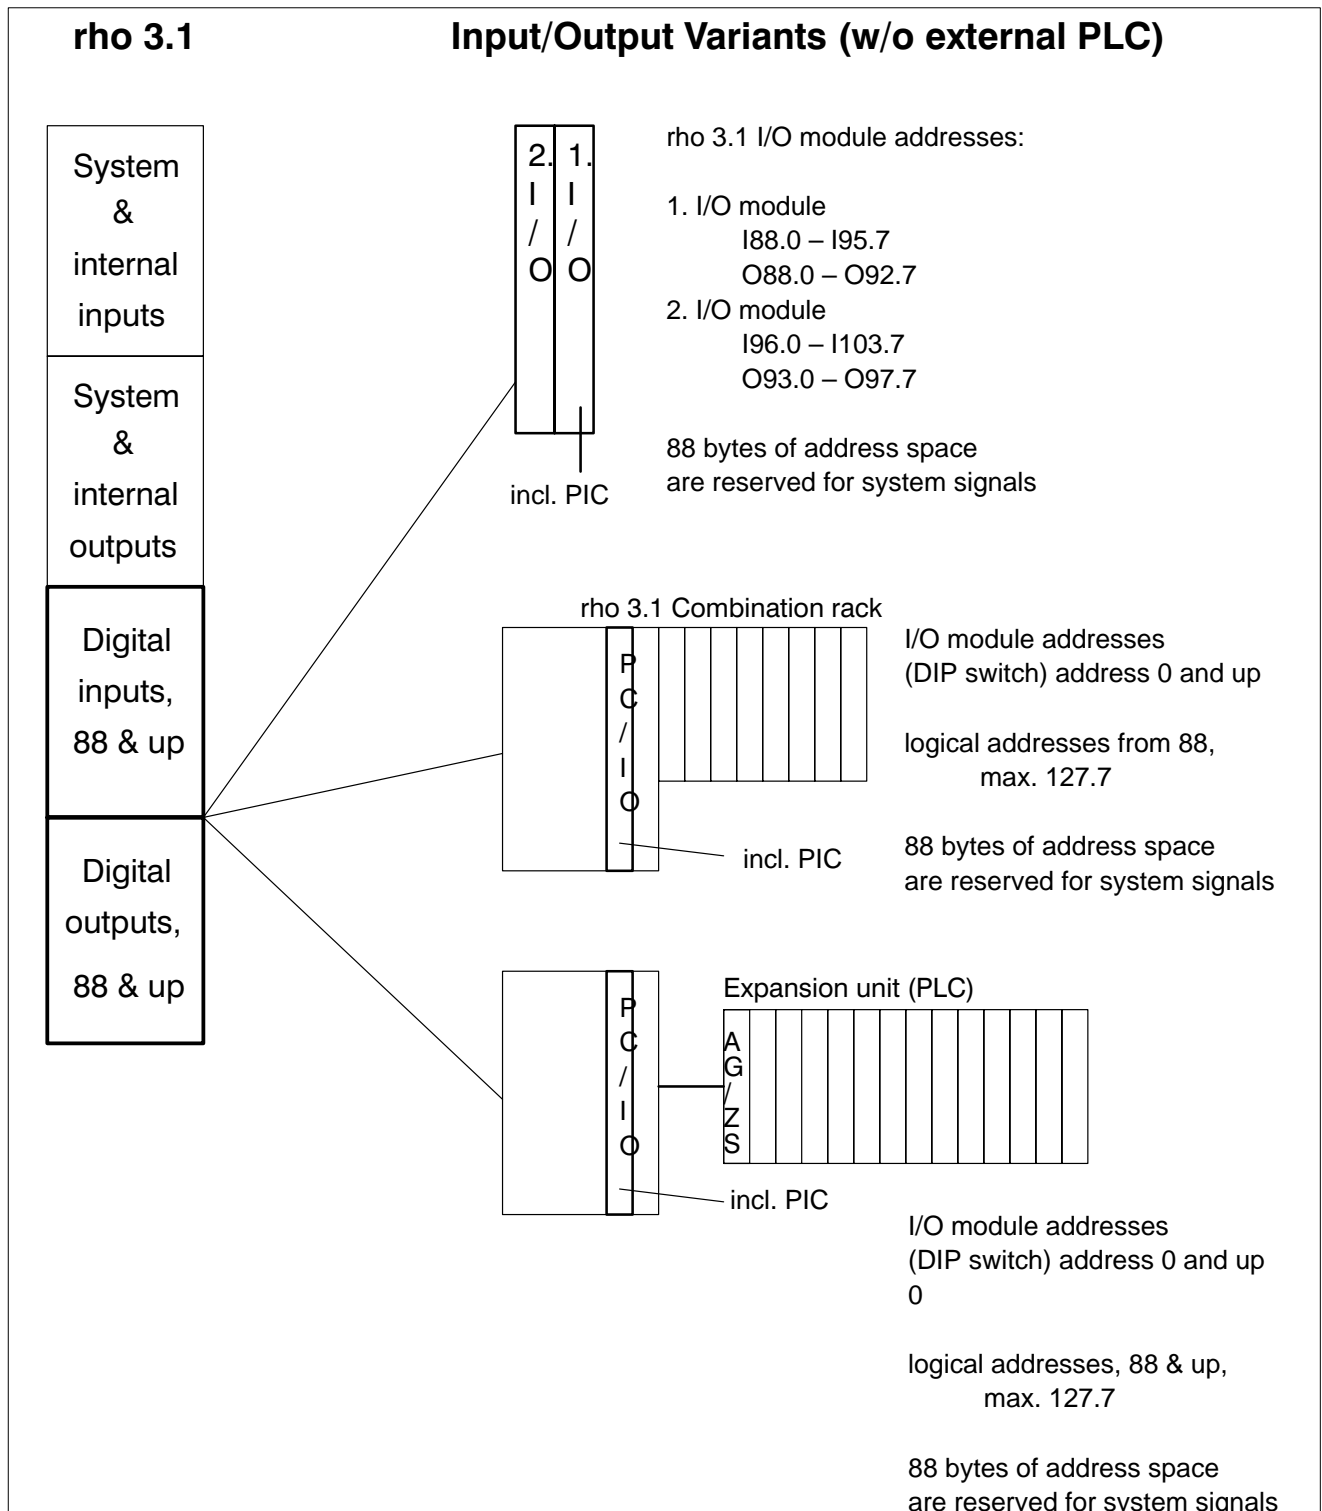 rho 3.1
Input/Output Variants (w/o external PLC)
System
&
internal
inputs
System
&
internal
outputs
Digital
inputs,
88 & up
Digital
outputs,
88 & up
2. I/O
1. I/O
incl. PIC
rho 3.1 I/O module addresses:
1. I/O module
I88.0 – I95.7
O88.0 – O92.7
2. I/O module
I96.0 – I103.7
O93.0 – O97.7
88 bytes of address space
are reserved for system signals
rho 3.1 Combination rack
PC/IO
incl. PIC
I/O module addresses
(DIP switch) address 0 and up
logical addresses from 88,
max. 127.7
88 bytes of address space
are reserved for system signals
PC/IO
incl. PIC
Expansion unit (PLC)
AG/ZS
I/O module addresses
(DIP switch) address 0 and up
0
logical addresses, 88 & up,
max. 127.7
88 bytes of address space
are reserved for system signals